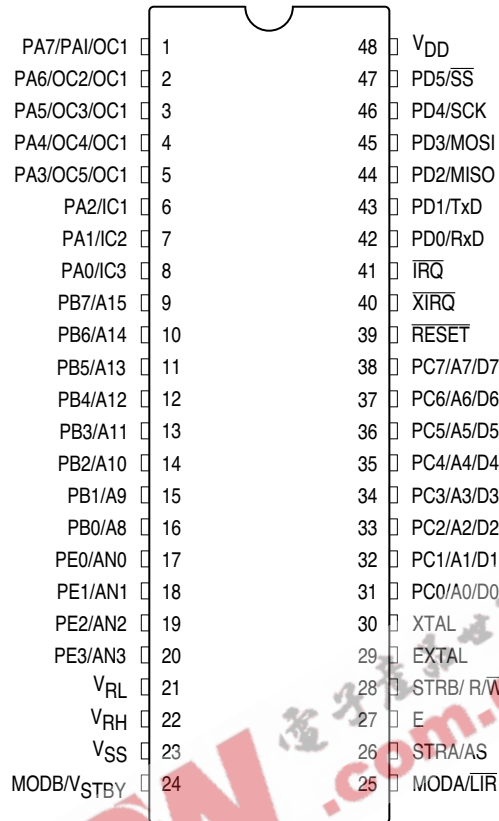 PA7/PAI/OC1 1 48 VDD
PA6/OC2/OC1 2 47 PD5/S̅S̅
PA5/OC3/OC1 3 46 PD4/SCK
PA4/OC4/OC1 4 45 PD3/MOSI
PA3/OC5/OC1 5 44 PD2/MISO
PA2/IC1 6 43 PD1/TxD
PA1/IC2 7 42 PD0/RxD
PA0/IC3 8 41 I̅R̅Q̅
PB7/A15 9 40 X̅I̅R̅Q̅
PB6/A14 10 39 R̅E̅S̅E̅T̅
PB5/A13 11 38 PC7/A7/D7
PB4/A12 12 37 PC6/A6/D6
PB3/A11 13 36 PC5/A5/D5
PB2/A10 14 35 PC4/A4/D4
PB1/A9 15 34 PC3/A3/D3
PB0/A8 16 33 PC2/A2/D2
PE0/AN0 17 32 PC1/A1/D1
PE1/AN1 18 31 PC0/A0/D0
PE2/AN2 19 30 XTAL
PE3/AN3 20 29 EXTAL
VRL 21 28 STRB/ R/W̅
VRH 22 27 E
VSS 23 26 STRA/AS
MODB/VSTBY 24 25 MODA/L̅I̅R̅
.com